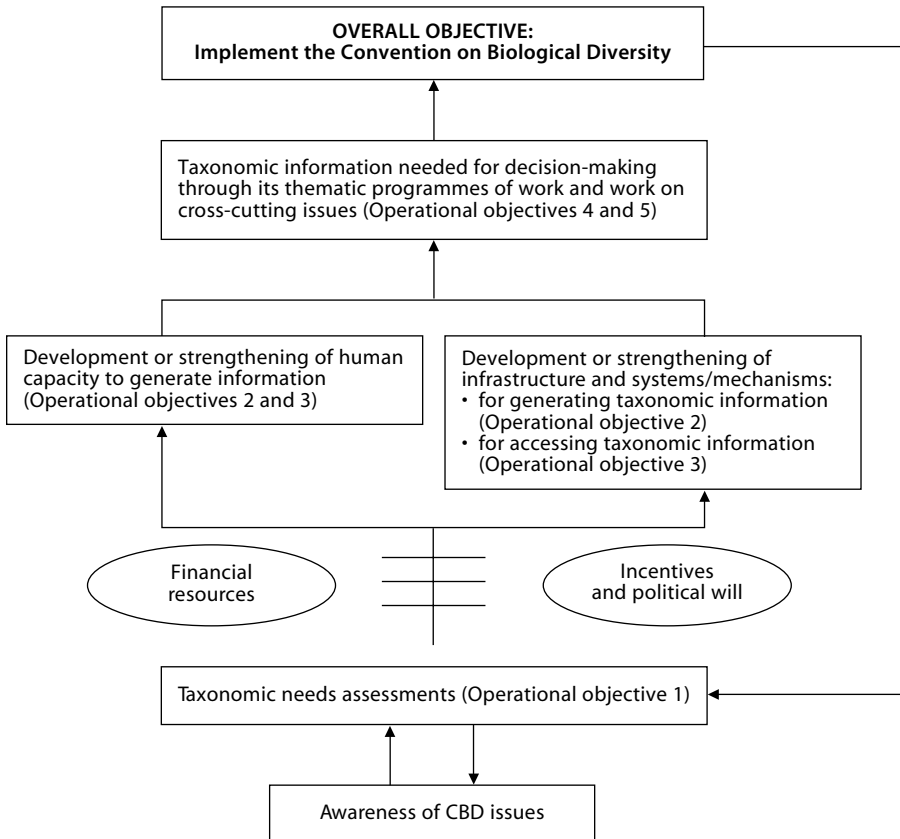 OVERALL OBJECTIVE:
Implement the Convention on Biological Diversity
Taxonomic information needed for decision-making
through its thematic programmes of work and work on
cross-cutting issues (Operational objectives 4 and 5)
Development or strengthening of human
capacity to generate information
(Operational objectives 2 and 3)
Development or strengthening of
infrastructure and systems/mechanisms:
• for generating taxonomic information
(Operational objective 2)
• for accessing taxonomic information
(Operational objective 3)
Financial
resources
Incentives
and political will
Taxonomic needs assessments (Operational objective 1)
Awareness of CBD issues